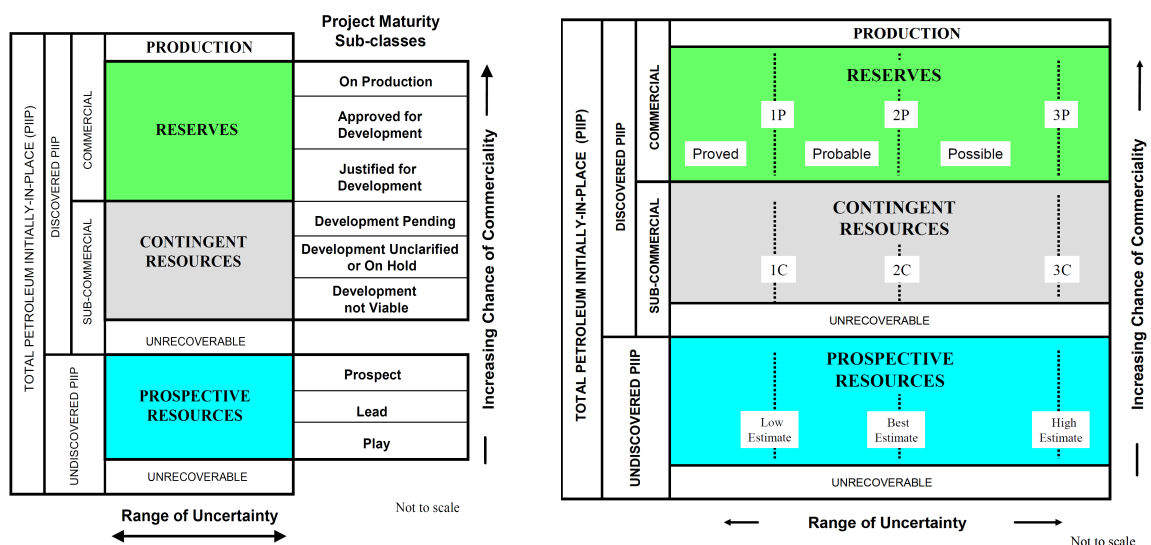 Project Maturity
Sub-classes
TOTAL PETROLEUM INITIALLY-IN-PLACE (PIIP)
DISCOVERED PIIP
COMMERCIAL
SUB-COMMERCIAL
UNDISCOVERED PIIP
PRODUCTION
RESERVES
On Production
Approved for
Development
Justified for
Development
CONTINGENT
RESOURCES
Development Pending
Development Unclarified
or On Hold
Development
not Viable
UNRECOVERABLE
PROSPECTIVE
RESOURCES
Prospect
Lead
Play
UNRECOVERABLE
Increasing Chance of Commerciality
Not to scale
Range of Uncertainty
TOTAL PETROLEUM INITIALLY-IN-PLACE (PIIP)
DISCOVERED PIIP
COMMERCIAL
SUB-COMMERCIAL
UNDISCOVERED PIIP
PRODUCTION
RESERVES
1P
2P
3P
Proved
Probable
Possible
CONTINGENT
RESOURCES
1C
2C
3C
UNRECOVERABLE
PROSPECTIVE
RESOURCES
Low
Estimate
Best
Estimate
High
Estimate
UNRECOVERABLE
Increasing Chance of Commerciality
Range of Uncertainty
Not to scale